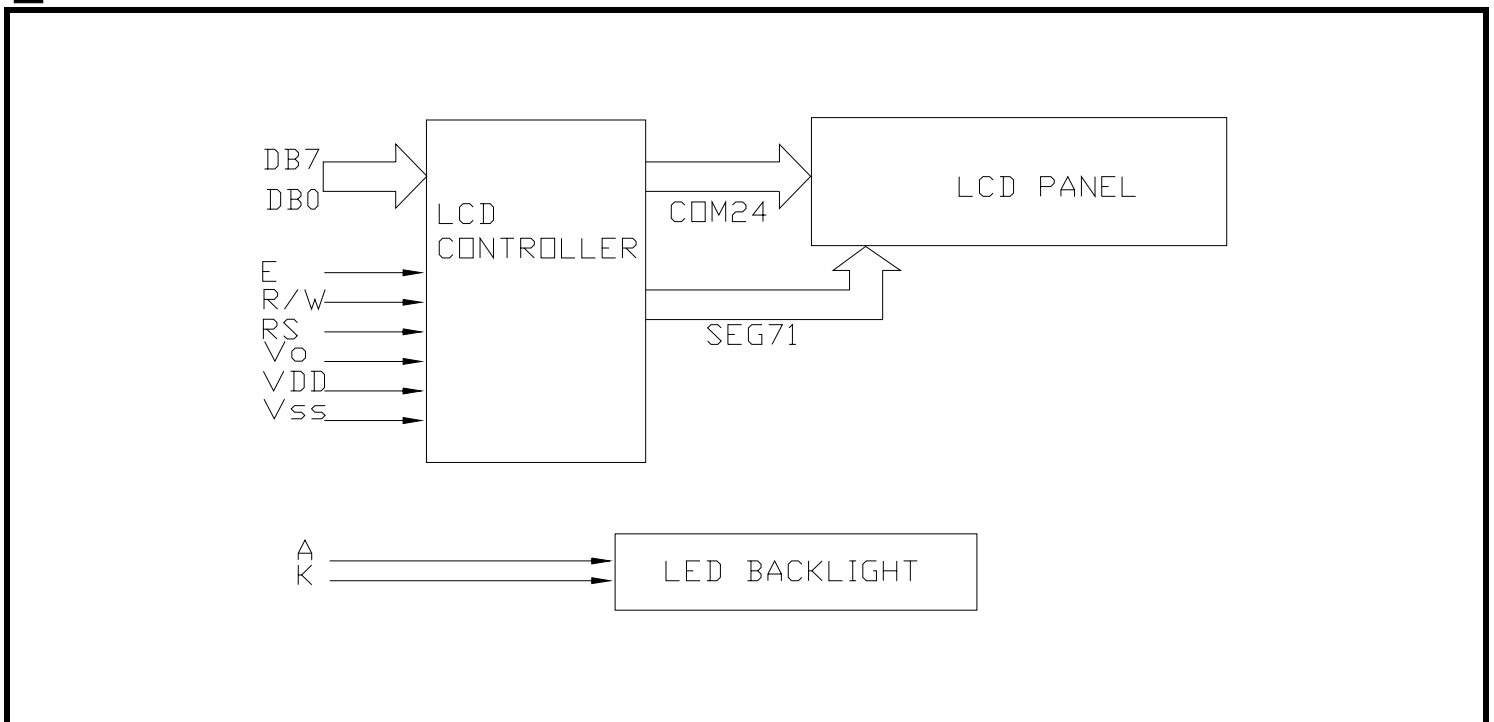 DB7
DB0
LCD
CONTROLLER
COM24
LCD PANEL
E
R/W
RS
Vo
VDD
Vss
SEG71
A
K
LED BACKLIGHT